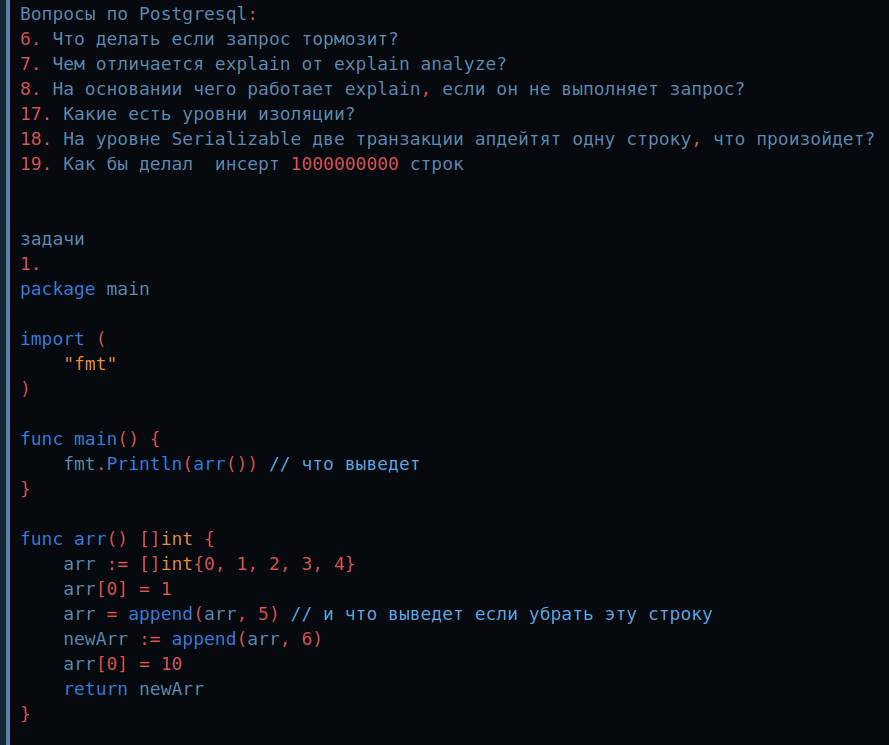 Вопросы по Postgresql:
6. Что делать если запрос тормозит?
7. Чем отличается explain от explain analyze?
8. На основании чего работает explain, если он не выполняет запрос?
17. Какие есть уровни изоляции?
18. На уровне Serializable две транзакции апдейтят одну строку, что произойдет?
19. Как бы делал  инсерт 1000000000 строк
задачи
1.
package main
import (
    "fmt"
)
func main() {
    fmt.Println(arr()) // что выведет
}
func arr() []int {
    arr := []int{0, 1, 2, 3, 4}
    arr[0] = 1
    arr = append(arr, 5) // и что выведет если убрать эту строку
    newArr := append(arr, 6)
    arr[0] = 10
    return newArr
}